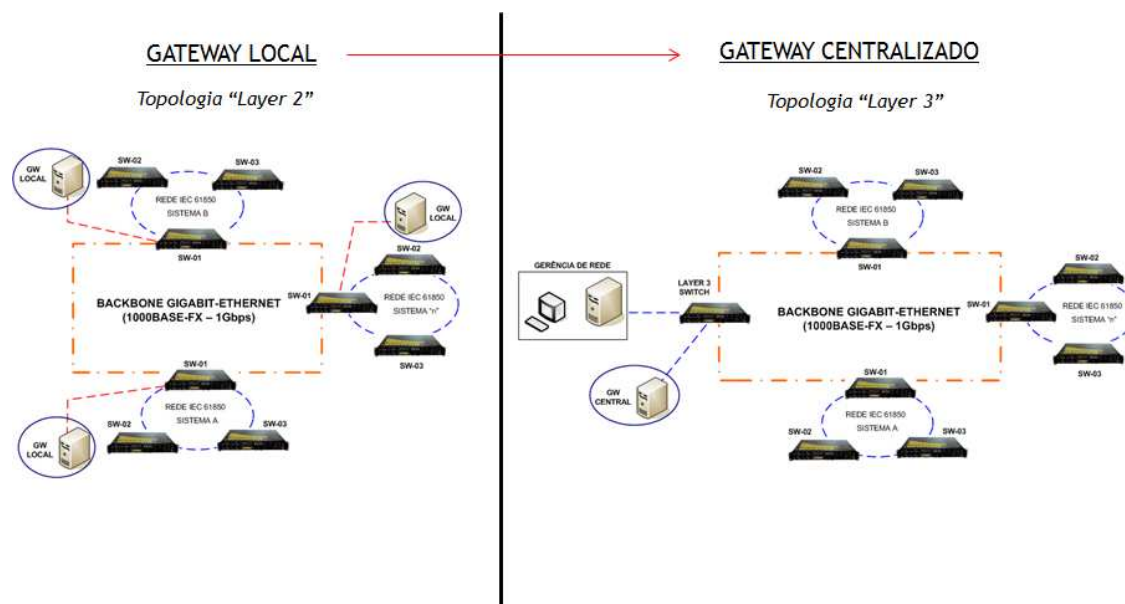 GATEWAY LOCAL
Topologia “Layer 2”
GW
LOCAL
SW-02
SW-03
REDE IEC 61850
SISTEMA B
SW-01
GW
LOCAL
SW-02
SW-01
REDE IEC 61850
SISTEMA “n”
SW-03
BACKBONE GIGABIT-ETHERNET
(1000BASE-FX – 1Gbps)
SW-01
REDE IEC 61850
SISTEMA A
SW-02
SW-03
GW
LOCAL
GATEWAY CENTRALIZADO
Topologia “Layer 3”
SW-02
SW-03
REDE IEC 61850
SISTEMA B
SW-01
GERÊNCIA DE REDE
LAYER 3
SWITCH
BACKBONE GIGABIT-ETHERNET
(1000BASE-FX – 1Gbps)
SW-02
SW-01
REDE IEC 61850
SISTEMA “n”
SW-03
GW
CENTRAL
SW-01
REDE IEC 61850
SISTEMA A
SW-02
SW-03